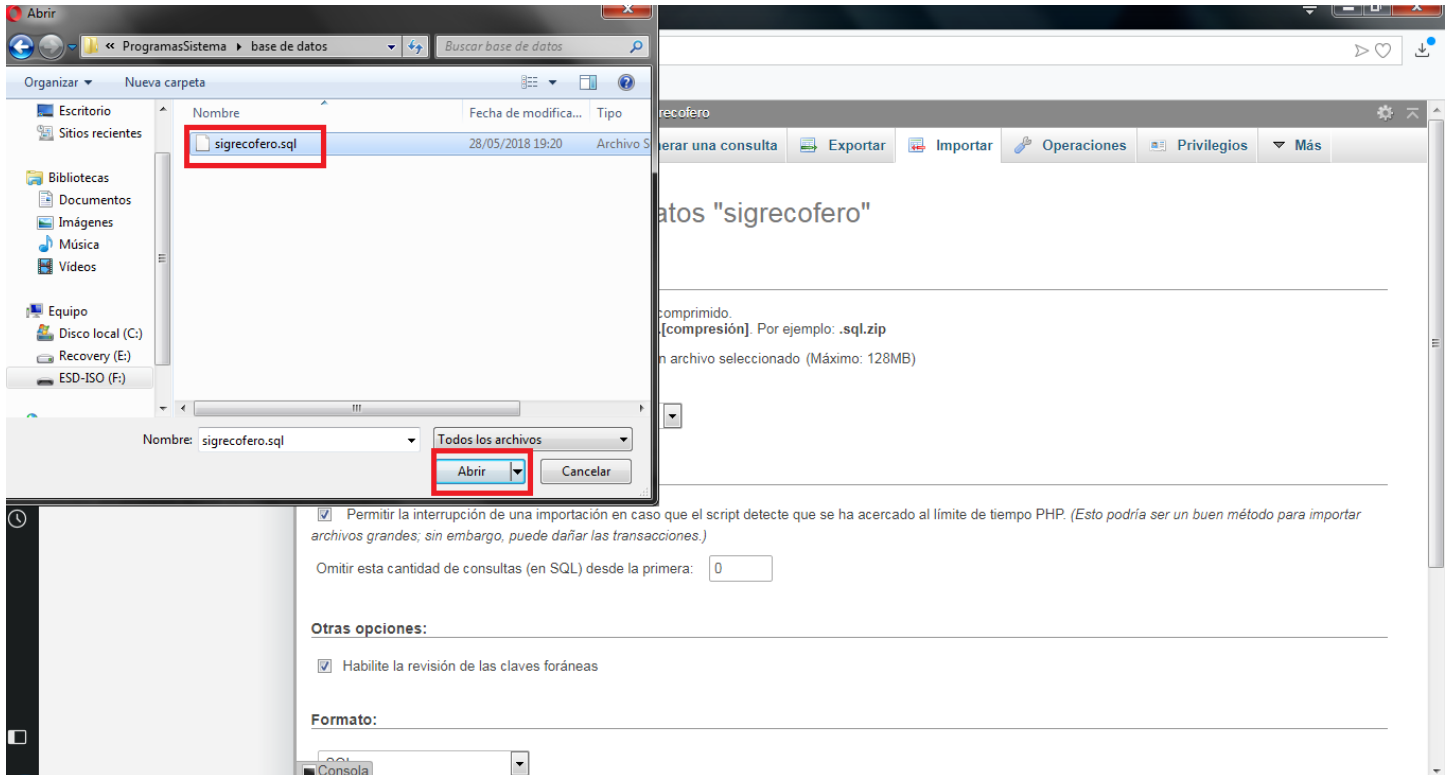 Abrir
« ProgramasSistema ▸ base de datos
Buscar base de datos
Organizar
Nueva carpeta
Escritorio
Sitios recientes
Bibliotecas
Documentos
Imágenes
Música
Vídeos
Equipo
Disco local (C:)
Recovery (E:)
ESD-ISO (F:)
Nombre
Fecha de modifica...
Tipo
sigrecofero.sql
28/05/2018 19:20
Archivo S
Nombre:
sigrecofero.sql
Todos los archivos
Abrir
Cancelar
recofero
nerar una consulta
Exportar
Importar
Operaciones
Privilegios
Más
atos "sigrecofero"
comprimido.
.[compresión]. Por ejemplo: .sql.zip
n archivo seleccionado (Máximo: 128MB)
Permitir la interrupción de una importación en caso que el script detecte que se ha acercado al límite de tiempo PHP. (Esto podría ser un buen método para importar
archivos grandes; sin embargo, puede dañar las transacciones.)
Omitir esta cantidad de consultas (en SQL) desde la primera: 0
Otras opciones:
Habilite la revisión de las claves foráneas
Formato:
SQL
Consola